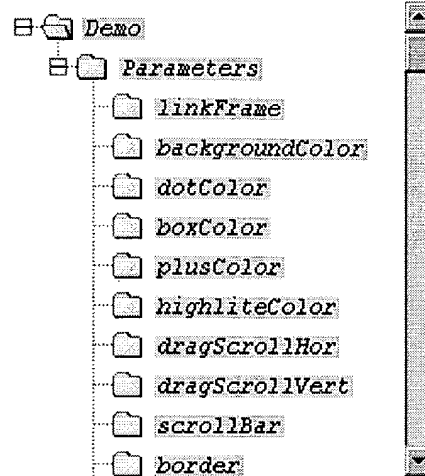 Demo
Parameters
linkFrame
backgroundColor
dotColor
boxColor
plusColor
highliteColor
dragScrollHor
dragScrollVert
scrollBar
border